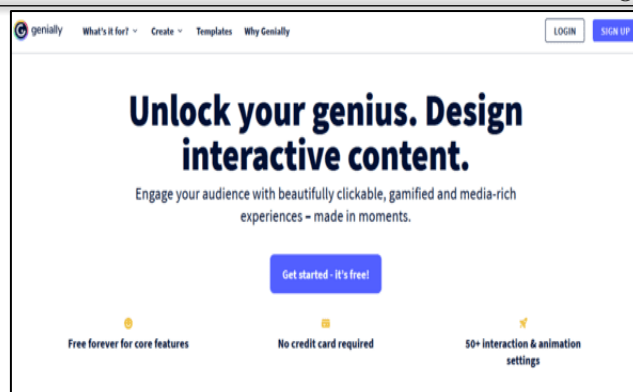 genially What's it for? Create Templates Why Genially LOGIN SIGN UP
Unlock your genius. Design
interactive content.
Engage your audience with beautifully clickable, gamified and media-rich
experiences – made in moments.
Get started - it's free!
Free forever for core features No credit card required 50+ interaction & animation
settings